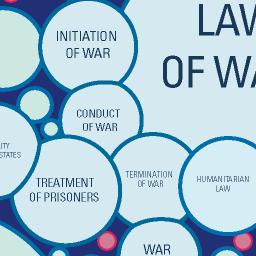 LAW
OF WA
INITIATION
OF WAR
CONDUCT
OF WAR
ITY
STATES
TREATMENT
OF PRISONERS
TERMINATION
OF WAR
HUMANITARIAN
LAW
WAR